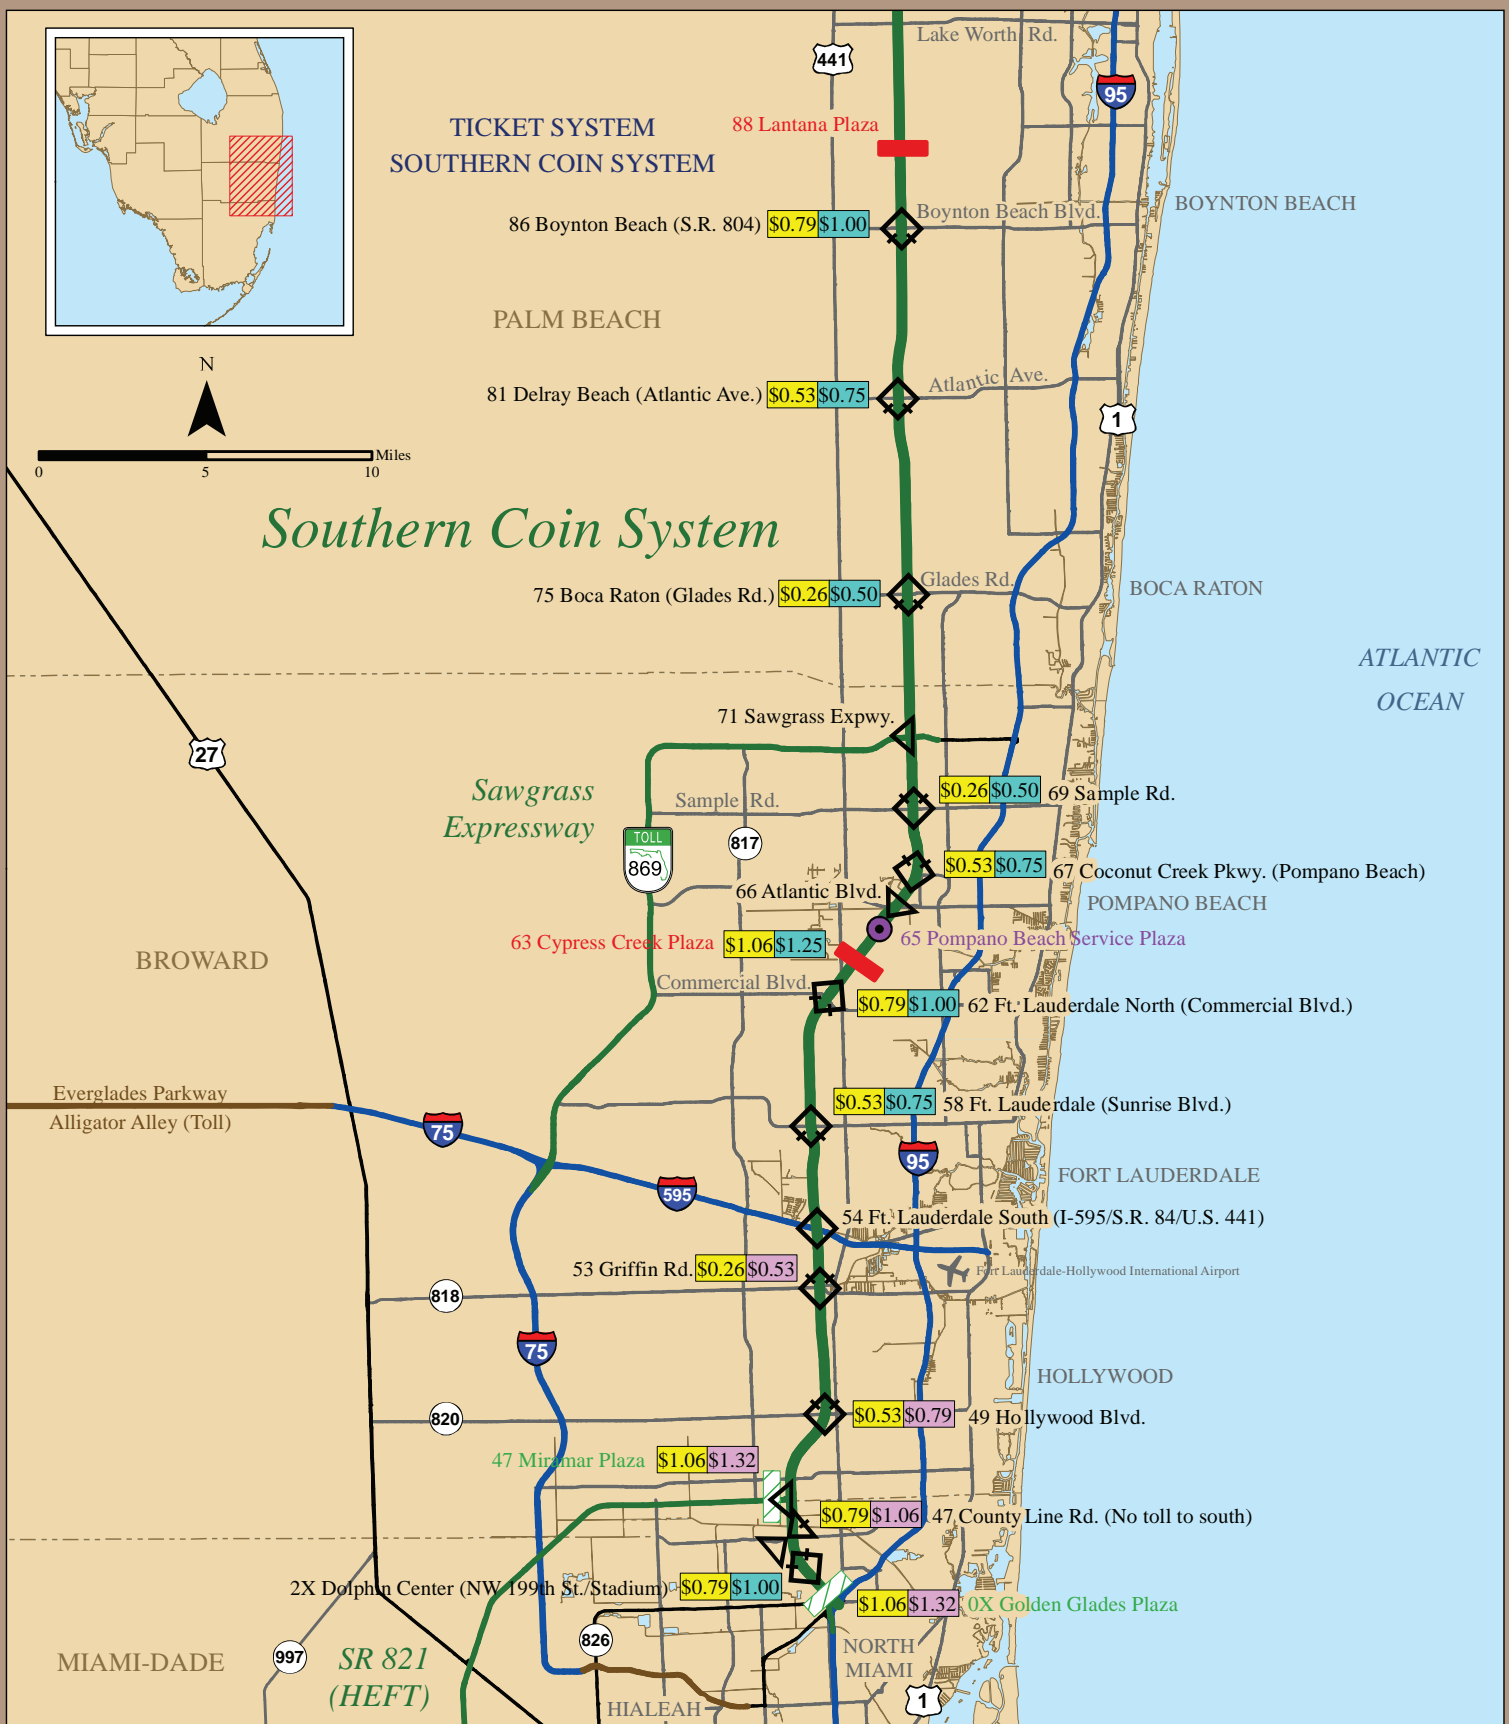 Lake Worth Rd.
441
95
88 Lantana Plaza
TICKET SYSTEM
SOUTHERN COIN SYSTEM
BOYNTON BEACH
Boynton Beach Blvd.
86 Boynton Beach (S.R. 804) $0.79 $1.00
PALM BEACH
N
Atlantic Ave.
81 Delray Beach (Atlantic Ave.) $0.53 $0.75
1
Miles
0 5 10
Southern Coin System
Glades Rd.
75 Boca Raton (Glades Rd.) $0.26 $0.50
BOCA RATON
ATLANTIC
OCEAN
71 Sawgrass Expwy.
27
Sawgrass
Expressway
$0.26 $0.50 69 Sample Rd.
Sample Rd.
TOLL
869
817
$0.53 $0.75 67 Coconut Creek Pkwy. (Pompano Beach)
66 Atlantic Blvd.
POMPANO BEACH
63 Cypress Creek Plaza $1.06 $1.25
65 Pompano Beach Service Plaza
BROWARD
Commercial Blvd.
$0.79 $1.00 62 Ft. Lauderdale North (Commercial Blvd.)
Everglades Parkway
Alligator Alley (Toll)
75
$0.53 $0.75 58 Ft. Lauderdale (Sunrise Blvd.)
95
FORT LAUDERDALE
595
54 Ft. Lauderdale South (I-595/S.R. 84/U.S. 441)
53 Griffin Rd. $0.26 $0.53
Fort Lauderdale-Hollywood International Airport
818
75
HOLLYWOOD
820
$0.53 $0.79 49 Hollywood Blvd.
47 Miramar Plaza $1.06 $1.32
$0.79 $1.06 47 County Line Rd. (No toll to south)
2X Dolphin Center (NW 199th St./Stadium) $0.79 $1.00
$1.06 $1.32 0X Golden Glades Plaza
826
997
MIAMI-DADE
SR 821
(HEFT)
NORTH
MIAMI
HIALEAH
1